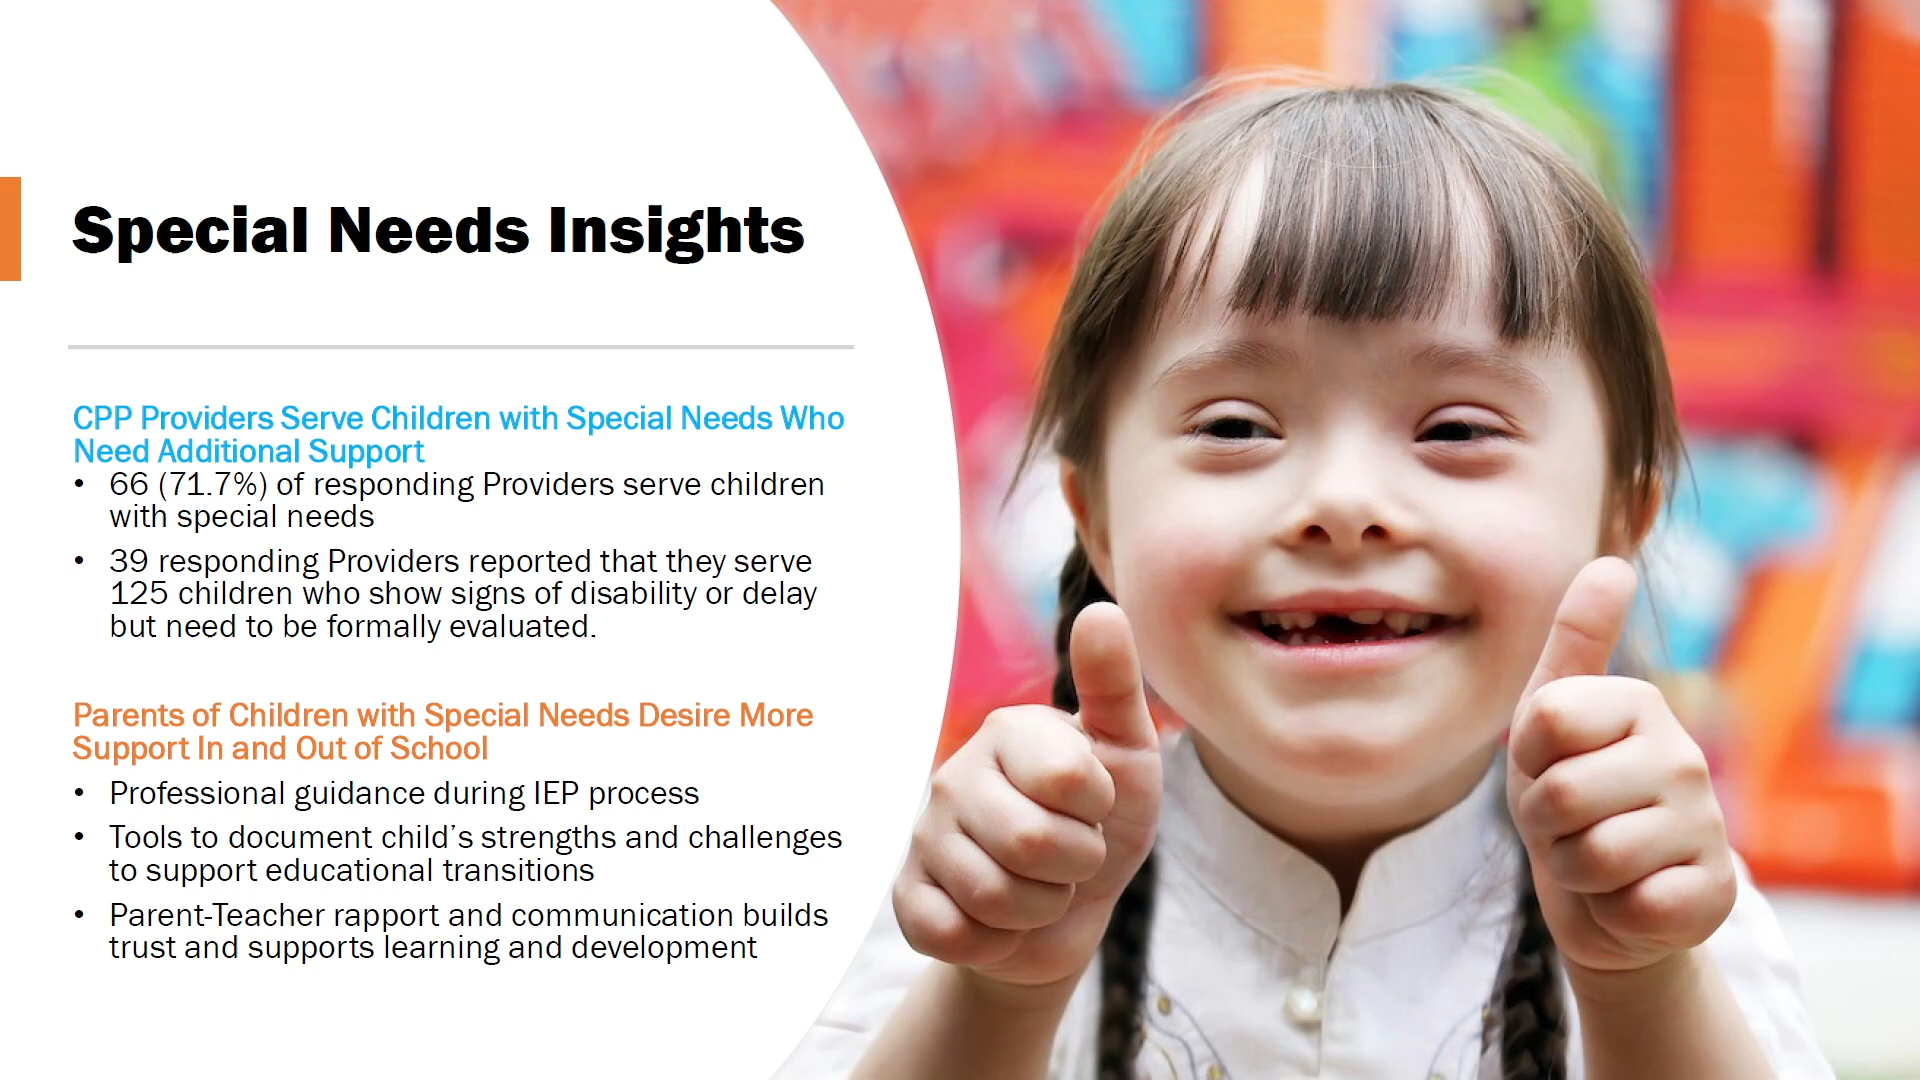 Special Needs Insights
CPP Providers Serve Children with Special Needs Who
Need Additional Support
• 66 (71.7%) of responding Providers serve children
with special needs
• 39 responding Providers reported that they serve
125 children who show signs of disability or delay
but need to be formally evaluated.
Parents of Children with Special Needs Desire More
Support In and Out of School
• Professional guidance during IEP process
• Tools to document child’s strengths and challenges
to support educational transitions
• Parent-Teacher rapport and communication builds
trust and supports learning and development